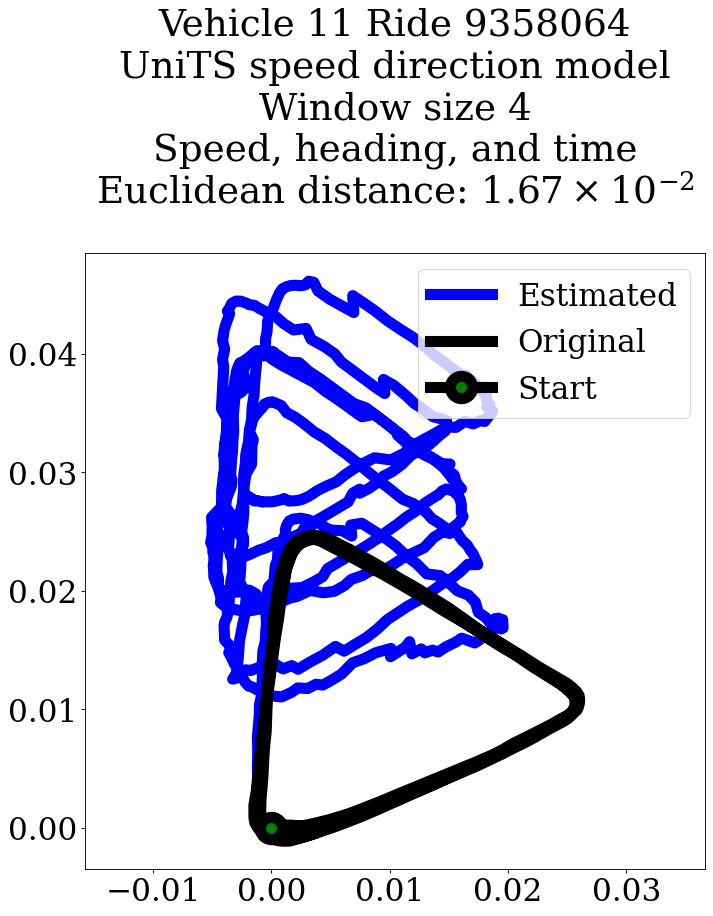 Vehicle 11 Ride 9358064
UniTS speed direction model
Window size 4
Speed, heading, and time
Euclidean distance: 1.67 × 10⁻²
Estimated
Original
Start
0.04
0.03
0.02
0.01
0.00
−0.01 0.00 0.01 0.02 0.03